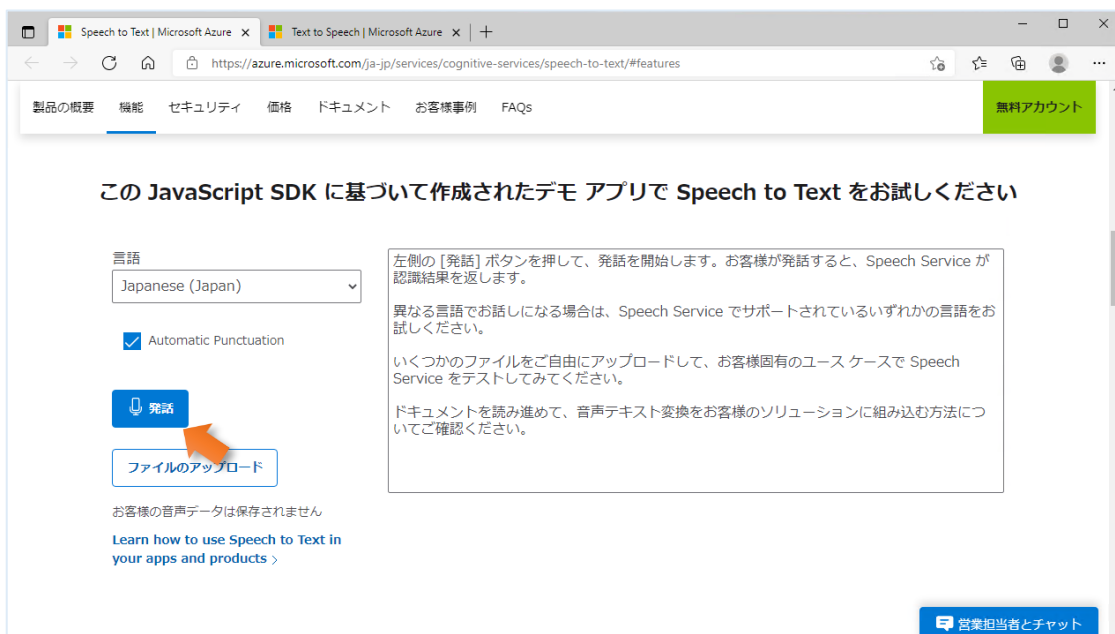 Speech to Text | Microsoft Azure
Text to Speech | Microsoft Azure
https://azure.microsoft.com/ja-jp/services/cognitive-services/speech-to-text/#features
製品の概要 機能 セキュリティ 価格 ドキュメント お客様事例 FAQs 無料アカウント
この JavaScript SDK に基づいて作成されたデモ アプリで Speech to Text をお試しください
言語
Japanese (Japan)
Automatic Punctuation
発話
ファイルのアップロード
お客様の音声データは保存されません
Learn how to use Speech to Text in
your apps and products >
左側の [発話] ボタンを押して、発話を開始します。お客様が発話すると、Speech Service が
認識結果を返します。
異なる言語でお話しになる場合は、Speech Service でサポートされているいずれかの言語をお
試しください。
いくつかのファイルをご自由にアップロードして、お客様固有のユース ケースで Speech
Service をテストしてみてください。
ドキュメントを読み進めて、音声テキスト変換をお客様のソリューションに組み込む方法につ
いてご確認ください。
営業担当者とチャット